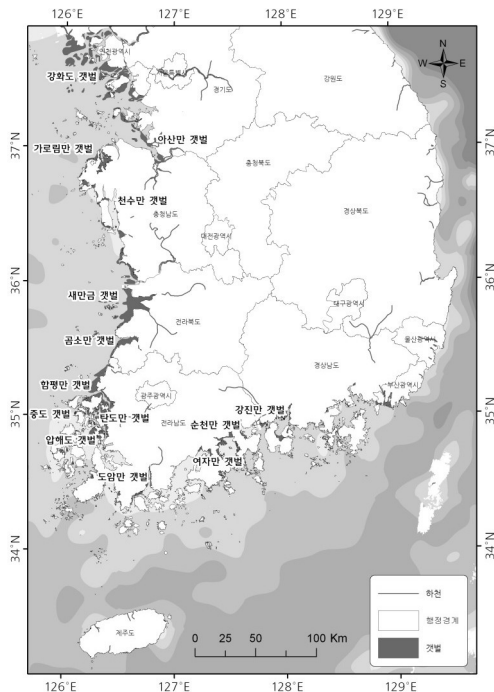 126°E 127°E 128°E 129°E
N
W E
S
인천광역시
강화도 갯벌
서울특별시
경기도
강원도
37°N 37°N
아산만 갯벌
가로림만 갯벌
충청북도
천수만 갯벌
충청남도
경상북도
대전광역시
36°N 36°N
새만금 갯벌
대구광역시
전라북도
울산광역시
곰소만 갯벌
경상남도
함평만 갯벌
부산광역시
광주광역시
35°N 35°N
증도 갯벌
탄도만 갯벌
전라남도
강진만 갯벌
순천만 갯벌
압해도 갯벌
여자만 갯벌
도암만 갯벌
34°N 34°N
하천
행정경계
갯벌
제주도
0 25 50 100 Km
126°E 127°E 128°E 129°E